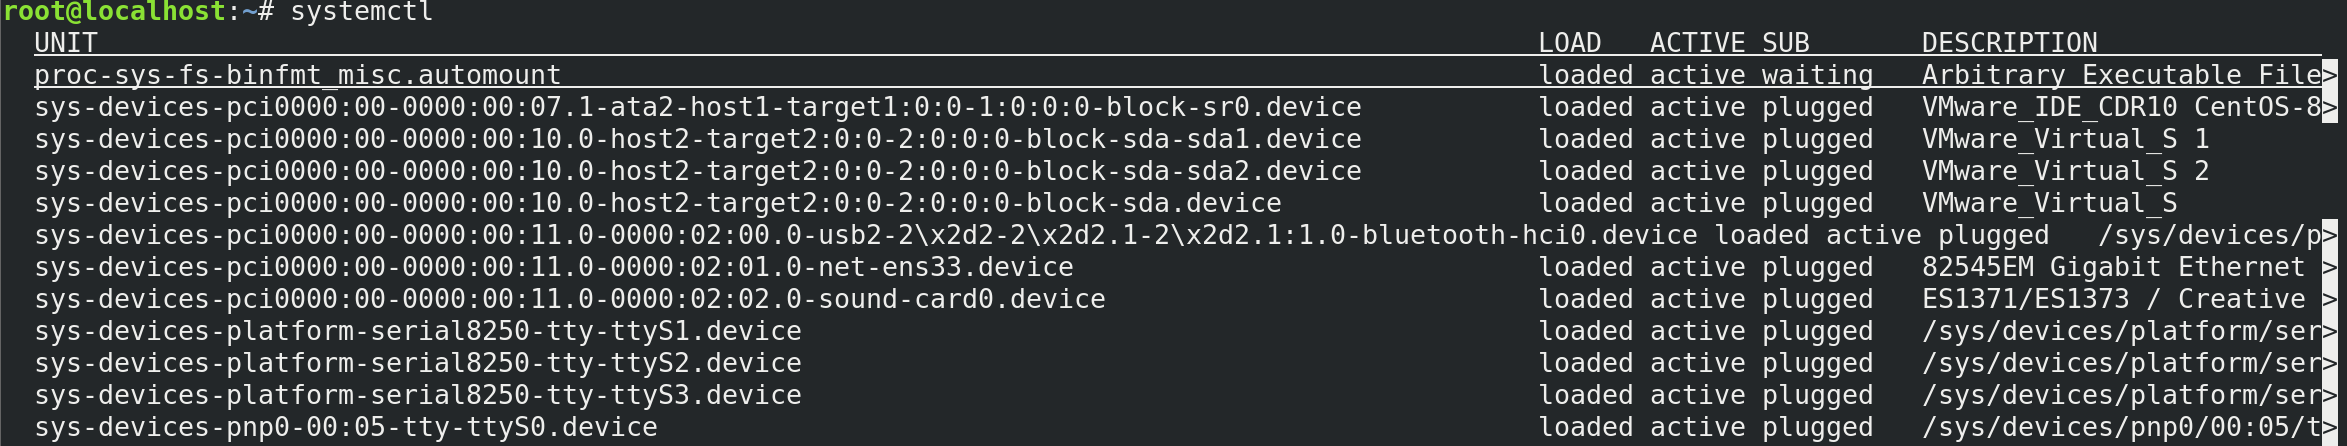 root@localhost:~# systemctl
UNIT LOAD ACTIVE SUB DESCRIPTION
proc-sys-fs-binfmt_misc.automount loaded active waiting Arbitrary Executable File>
sys-devices-pci0000:00-0000:00:07.1-ata2-host1-target1:0:0-1:0:0:0-block-sr0.device loaded active plugged VMware_IDE_CDR10 CentOS-8>
sys-devices-pci0000:00-0000:00:10.0-host2-target2:0:0-2:0:0:0-block-sda-sda1.device loaded active plugged VMware_Virtual_S 1
sys-devices-pci0000:00-0000:00:10.0-host2-target2:0:0-2:0:0:0-block-sda-sda2.device loaded active plugged VMware_Virtual_S 2
sys-devices-pci0000:00-0000:00:10.0-host2-target2:0:0-2:0:0:0-block-sda.device loaded active plugged VMware_Virtual_S
sys-devices-pci0000:00-0000:00:11.0-0000:02:00.0-usb2-2\x2d2-2\x2d2.1-2\x2d2.1:1.0-bluetooth-hci0.device loaded active plugged /sys/devices/p>
sys-devices-pci0000:00-0000:00:11.0-0000:02:01.0-net-ens33.device loaded active plugged 82545EM Gigabit Ethernet >
sys-devices-pci0000:00-0000:00:11.0-0000:02:02.0-sound-card0.device loaded active plugged ES1371/ES1373 / Creative >
sys-devices-platform-serial8250-tty-ttyS1.device loaded active plugged /sys/devices/platform/ser>
sys-devices-platform-serial8250-tty-ttyS2.device loaded active plugged /sys/devices/platform/ser>
sys-devices-platform-serial8250-tty-ttyS3.device loaded active plugged /sys/devices/platform/ser>
sys-devices-pnp0-00:05-tty-ttyS0.device loaded active plugged /sys/devices/pnp0/00:05/t>